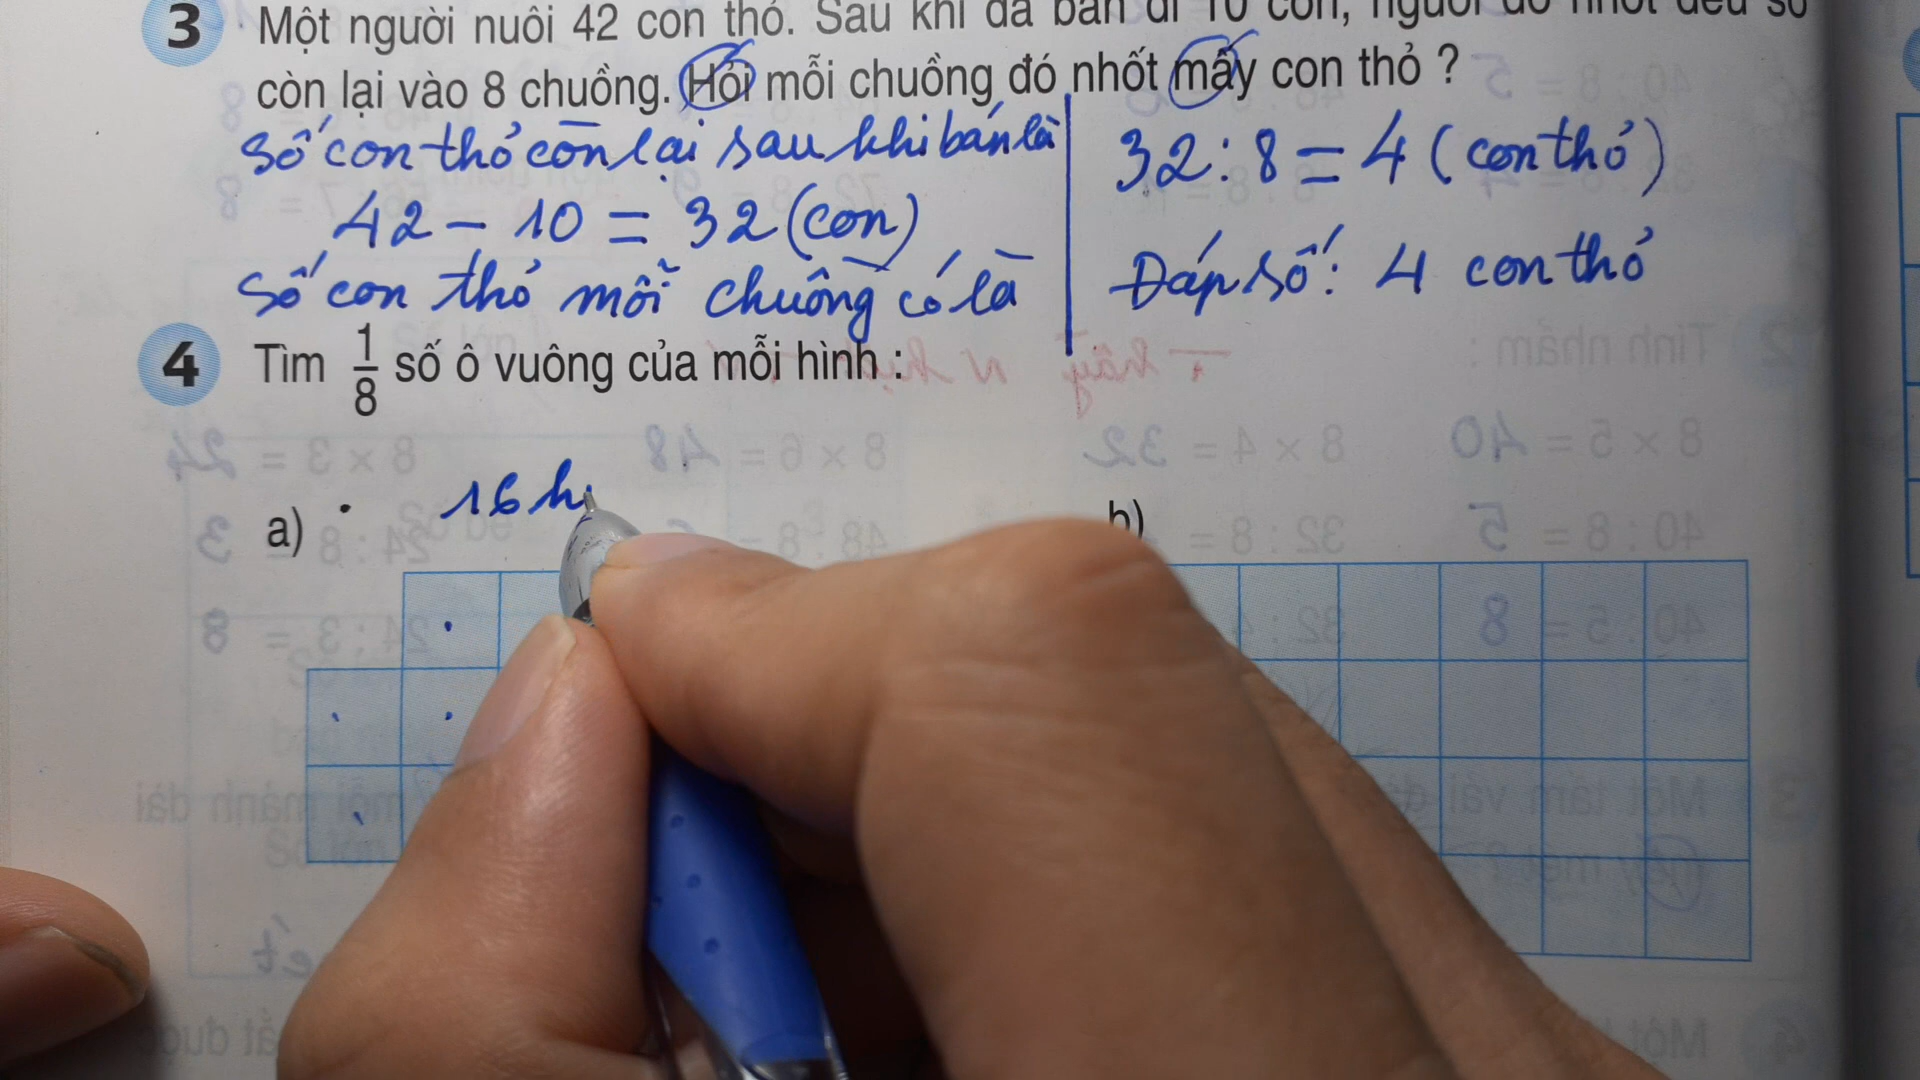 3 Một người nuôi 42 con thỏ. Sau khi đã bán đi 10 con, người đó nhốt đều số
còn lại vào 8 chuồng. Hỏi mỗi chuồng đó nhốt mấy con thỏ ?
Số con thỏ còn lại sau khi bán là
42 - 10 = 32 (con)
Số con thỏ mỗi chuồng có là
32 : 8 = 4 (con thỏ)
Đáp số: 4 con thỏ
4 Tìm 1/8 số ô vuông của mỗi hình :
a) 16 h
b)